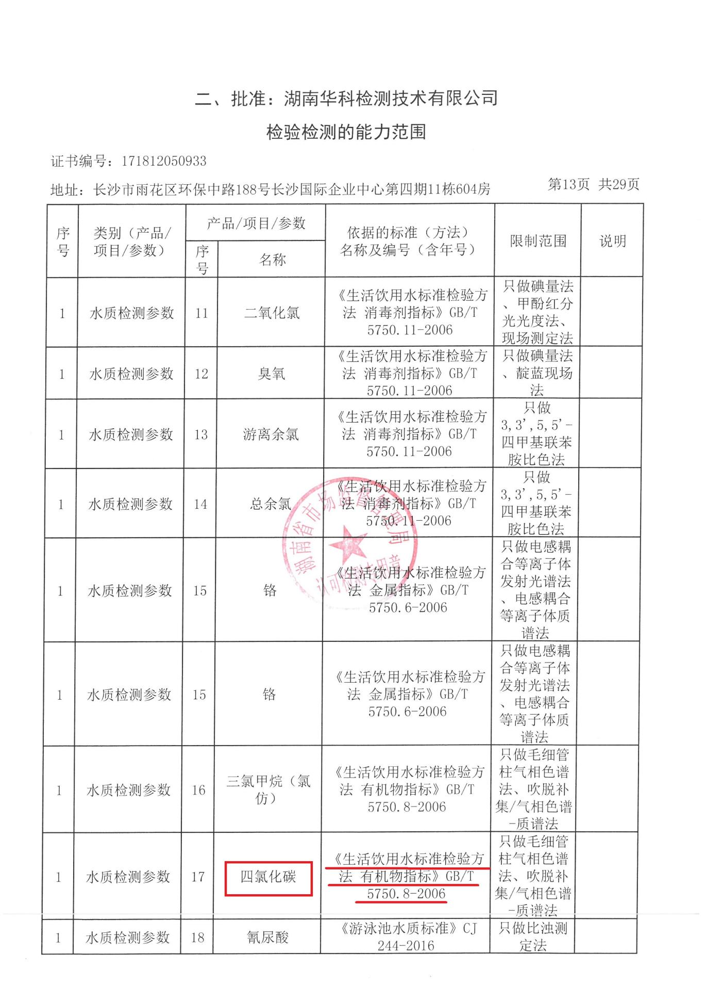 二、批准：湖南华科检测技术有限公司
检验检测的能力范围
证书编号：171812050933
地址：长沙市雨花区环保中路188号长沙国际企业中心第四期11栋604房
第13页 共29页
序
号
类别（产品/
项目/参数）
产品/项目/参数
序
号
名称
依据的标准（方法）
名称及编号（含年号）
限制范围
说明
1
水质检测参数
11
二氧化氯
《生活饮用水标准检验方
法 消毒剂指标》GB/T
5750.11-2006
只做碘量法
、甲酚红分
光光度法、
现场测定法
1
水质检测参数
12
臭氧
《生活饮用水标准检验方
法 消毒剂指标》GB/T
5750.11-2006
只做碘量法
、靛蓝现场
法
1
水质检测参数
13
游离余氯
《生活饮用水标准检验方
法 消毒剂指标》GB/T
5750.11-2006
只做
3,3',5,5'-
四甲基联苯
胺比色法
1
水质检测参数
14
总余氯
《生活饮用水标准检验方
法 消毒剂指标》GB/T
5750.11-2006
只做
3,3',5,5'-
四甲基联苯
胺比色法
湖南省市场监督管理局
认可检测专用章
1
水质检测参数
15
铬
《生活饮用水标准检验方
法 金属指标》GB/T
5750.6-2006
只做电感耦
合等离子体
发射光谱法
、电感耦合
等离子体质
谱法
1
水质检测参数
15
铬
《生活饮用水标准检验方
法 金属指标》GB/T
5750.6-2006
只做电感耦
合等离子体
发射光谱法
、电感耦合
等离子体质
谱法
1
水质检测参数
16
三氯甲烷（氯
仿）
《生活饮用水标准检验方
法 有机物指标》GB/T
5750.8-2006
只做毛细管
柱气相色谱
法、吹脱补
集/气相色谱
-质谱法
1
水质检测参数
17
四氯化碳
《生活饮用水标准检验方
法 有机物指标》GB/T
5750.8-2006
只做毛细管
柱气相色谱
法、吹脱补
集/气相色谱
-质谱法
1
水质检测参数
18
氰尿酸
《游泳池水质标准》CJ
244-2016
只做比浊测
定法